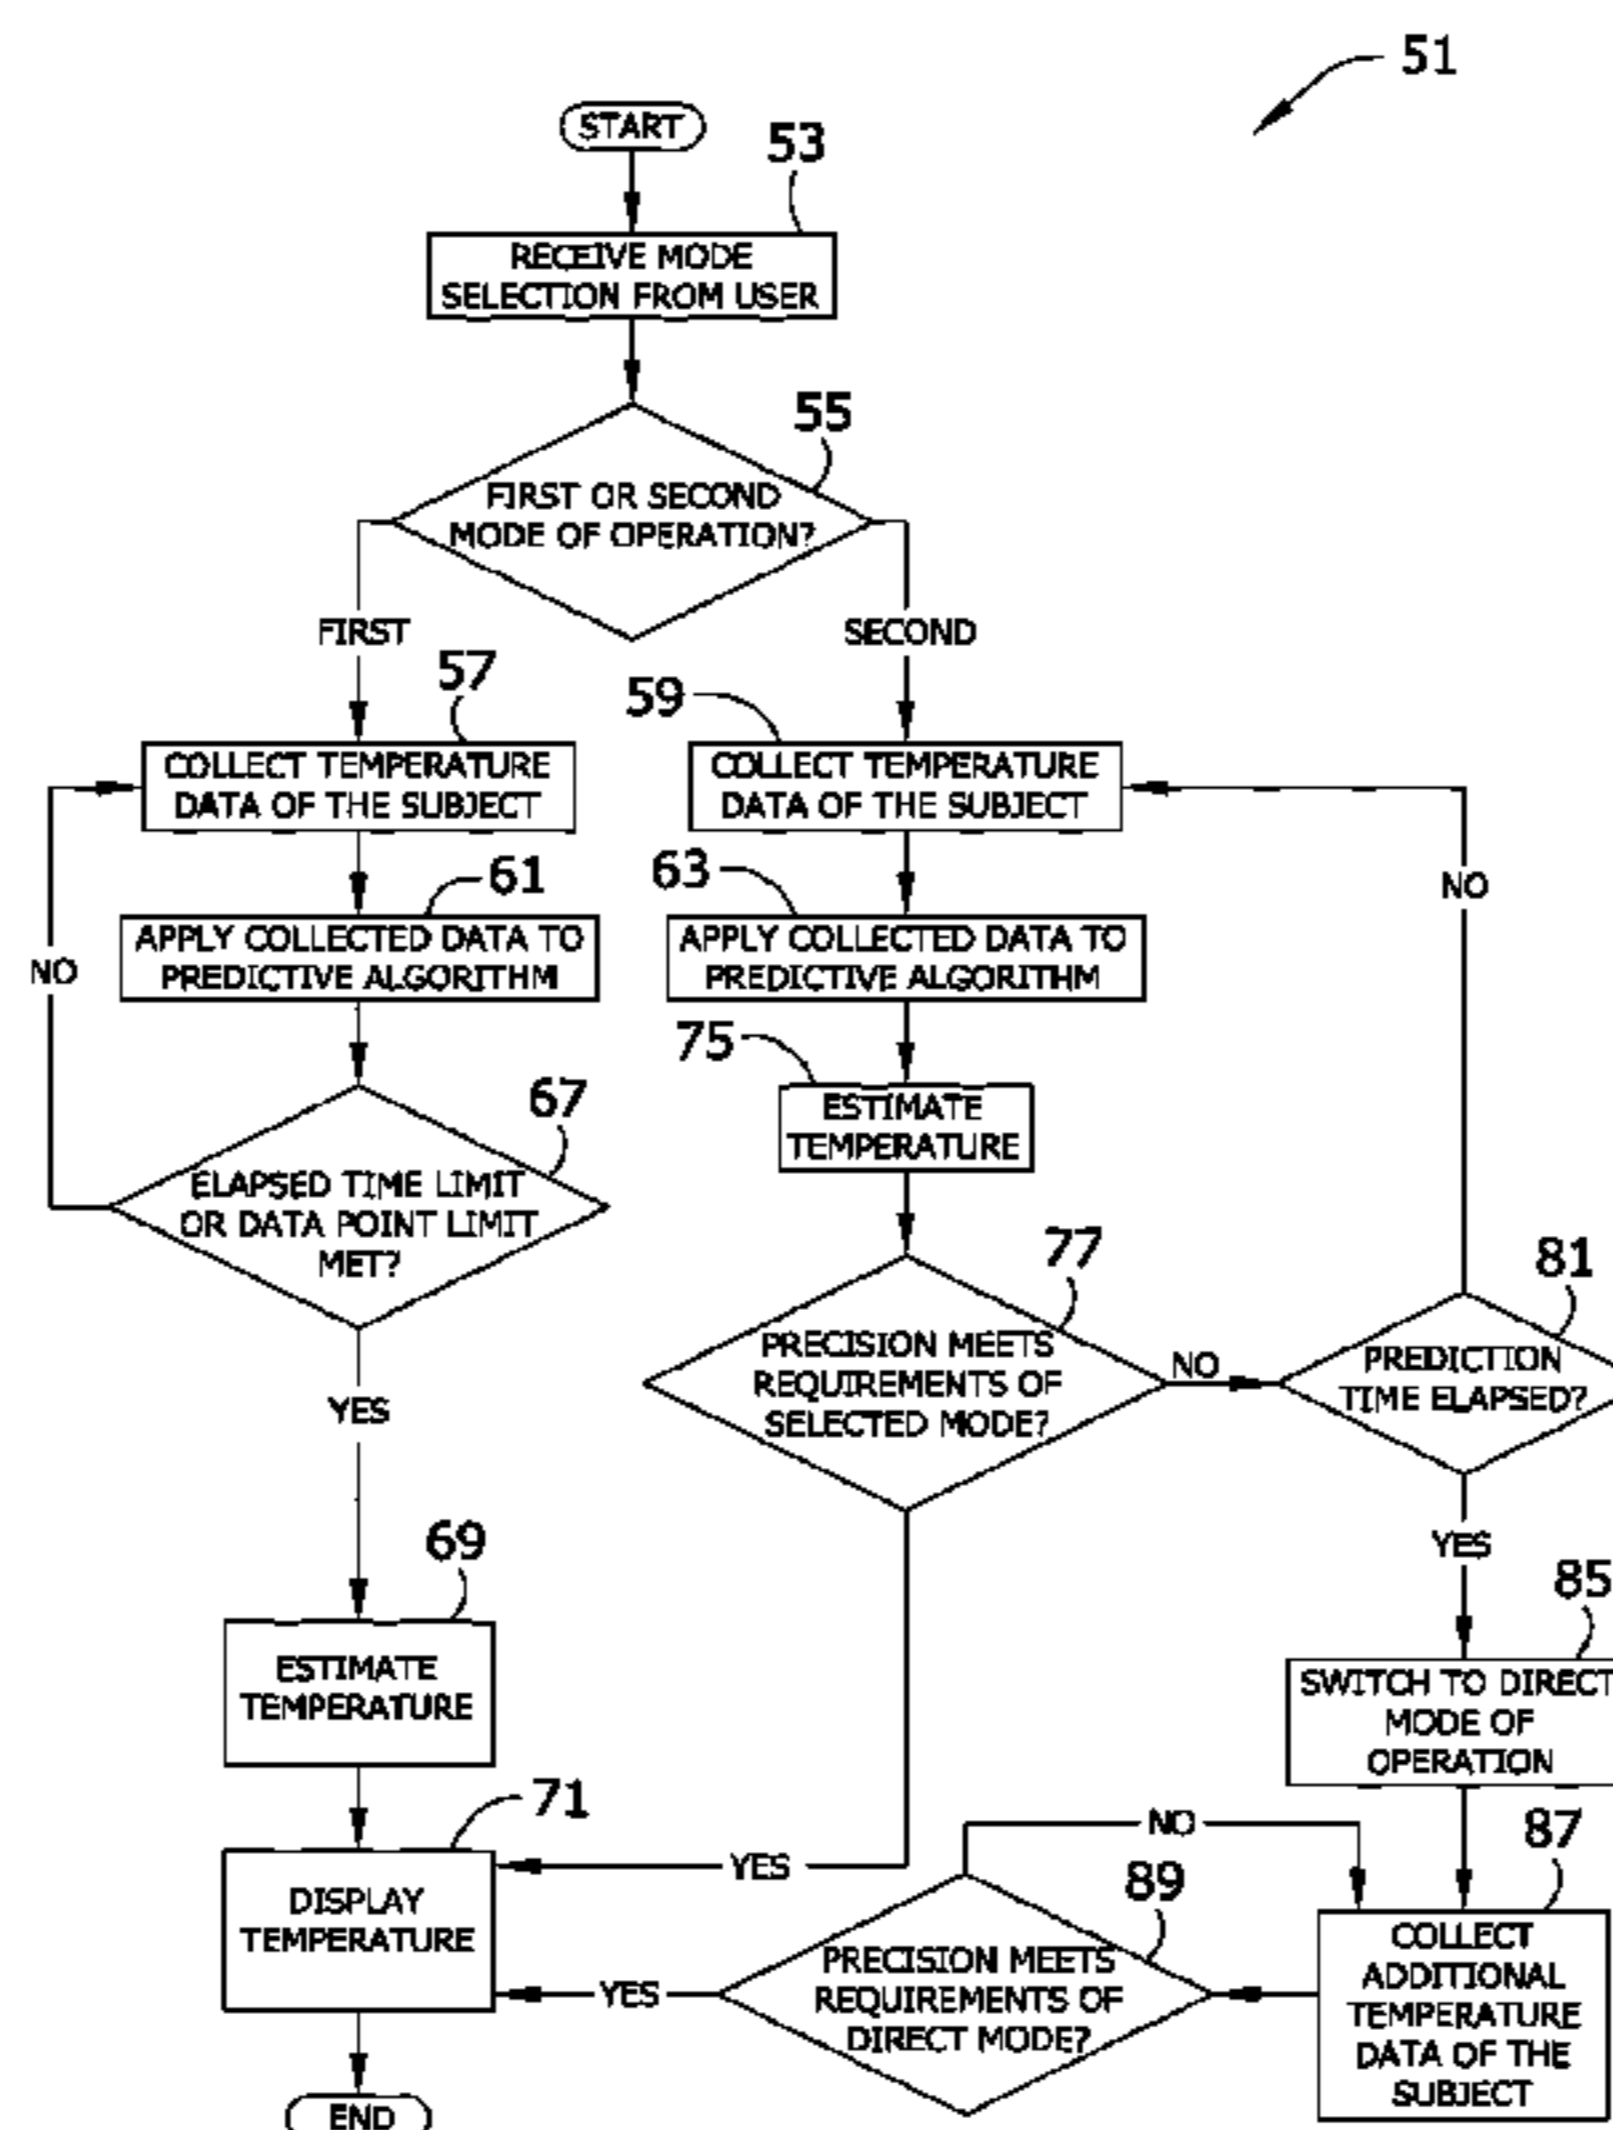 51
START
53
RECEIVE MODE
SELECTION FROM USER
55
FIRST OR SECOND
MODE OF OPERATION?
FIRST
SECOND
57
59
COLLECT TEMPERATURE
DATA OF THE SUBJECT
COLLECT TEMPERATURE
DATA OF THE SUBJECT
NO
61
63
APPLY COLLECTED DATA TO
PREDICTIVE ALGORITHM
APPLY COLLECTED DATA TO
PREDICTIVE ALGORITHM
NO
75
ESTIMATE
TEMPERATURE
67
ELAPSED TIME LIMIT
OR DATA POINT LIMIT
MET?
77
PRECISION MEETS
REQUIREMENTS OF
SELECTED MODE?
NO
81
PREDICTION
TIME ELAPSED?
YES
YES
69
ESTIMATE
TEMPERATURE
85
SWITCH TO DIRECT
MODE OF
OPERATION
71
DISPLAY
TEMPERATURE
YES
NO
87
89
COLLECT
ADDITIONAL
TEMPERATURE
DATA OF THE
SUBJECT
PRECISION MEETS
REQUIREMENTS OF
DIRECT MODE?
YES
END